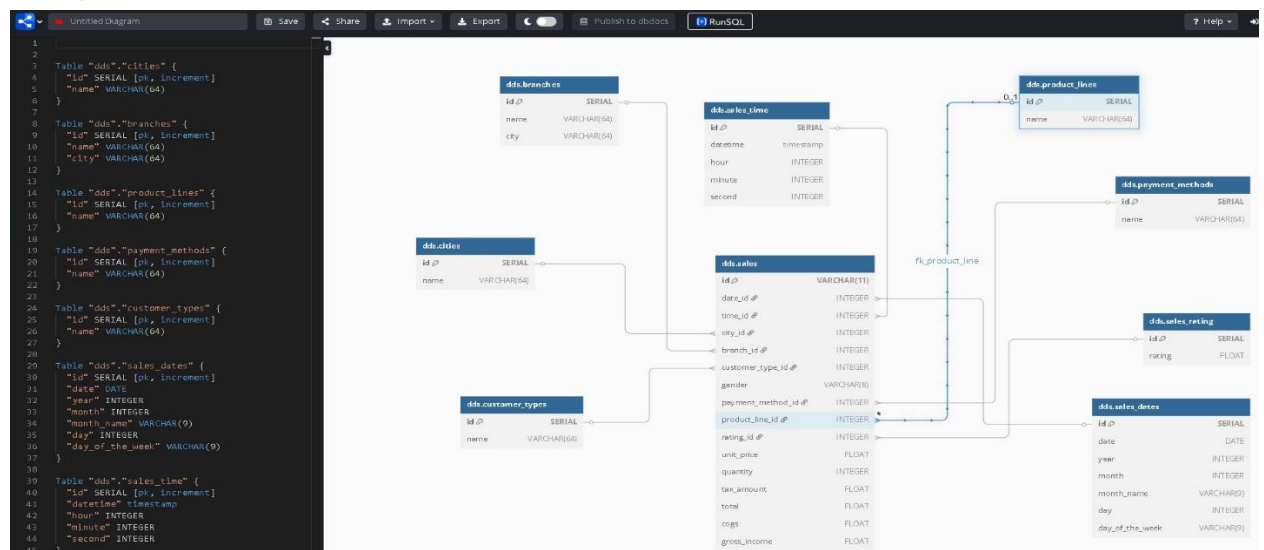 Untitled Diagram Save Share Import Export Publish to dbdocs RunSQL ? Help
1
2
3 Table "dds"."cities" {
4 "id" SERIAL [pk, increment]
5 "name" VARCHAR(64)
6 }
7
8 Table "dds"."branches" {
9 "id" SERIAL [pk, increment]
10 "name" VARCHAR(64)
11 "city" VARCHAR(64)
12 }
13
14 Table "dds"."product_lines" {
15 "id" SERIAL [pk, increment]
16 "name" VARCHAR(64)
17 }
18
19 Table "dds"."payment_methods" {
20 "id" SERIAL [pk, increment]
21 "name" VARCHAR(64)
22 }
23
24 Table "dds"."customer_types" {
25 "id" SERIAL [pk, increment]
26 "name" VARCHAR(64)
27 }
28
29 Table "dds"."sales_dates" {
30 "id" SERIAL [pk, increment]
31 "date" DATE
32 "year" INTEGER
33 "month" INTEGER
34 "month_name" VARCHAR(9)
35 "day" INTEGER
36 "day_of_the_week" VARCHAR(9)
37 }
38
39 Table "dds"."sales_time" {
40 "id" SERIAL [pk, increment]
41 "datetime" timestamp
42 "hour" INTEGER
43 "minute" INTEGER
44 "second" INTEGER
dds.branches
id SERIAL
name VARCHAR(64)
city VARCHAR(64)
dds.sales_time
id SERIAL
datetime timestamp
hour INTEGER
minute INTEGER
second INTEGER
dds.product_lines
0..1
id SERIAL
name VARCHAR(64)
dds.payment_methods
id SERIAL
name VARCHAR(64)
dds.cities
id SERIAL
name VARCHAR(64)
fk_product_line
dds.sales
id VARCHAR(11)
date_id INTEGER
time_id INTEGER
city_id INTEGER
branch_id INTEGER
customer_type_id INTEGER
gender VARCHAR(8)
payment_method_id INTEGER
product_line_id INTEGER *
rating_id INTEGER
unit_price FLOAT
quantity INTEGER
tax_amount FLOAT
total FLOAT
cogs FLOAT
gross_income FLOAT
dds.sales_rating
id SERIAL
rating FLOAT
dds.customer_types
id SERIAL
name VARCHAR(64)
dds.sales_dates
id SERIAL
date DATE
year INTEGER
month INTEGER
month_name VARCHAR(9)
day INTEGER
day_of_the_week VARCHAR(9)